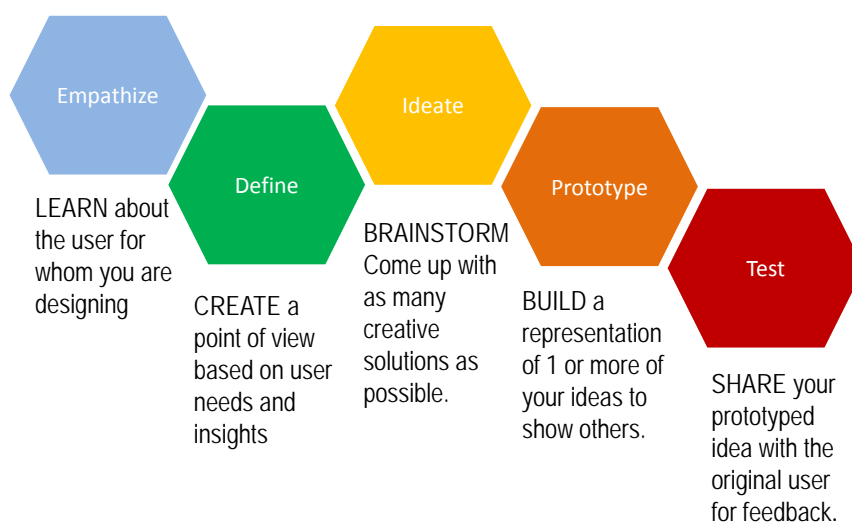 Empathize
LEARN about
the user for
whom you are
designing
Define
CREATE a
point of view
based on user
needs and
insights
Ideate
BRAINSTORM
Come up with
as many
creative
solutions as
possible.
Prototype
BUILD a
representation
of 1 or more of
your ideas to
show others.
Test
SHARE your
prototyped
idea with the
original user
for feedback.